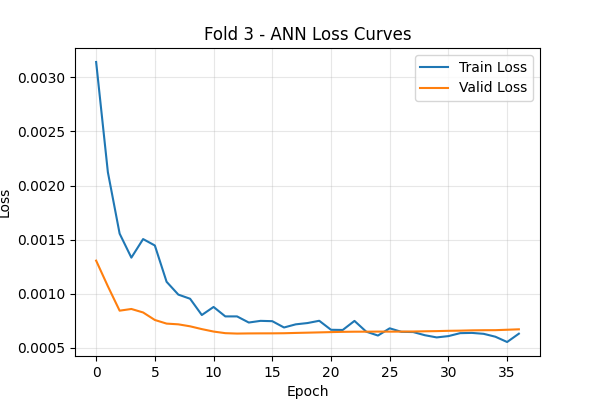 Fold 3 - ANN Loss Curves
Train Loss
Valid Loss
0.0030
0.0025
0.0020
0.0015
0.0010
0.0005
Loss
0 5 10 15 20 25 30 35
Epoch